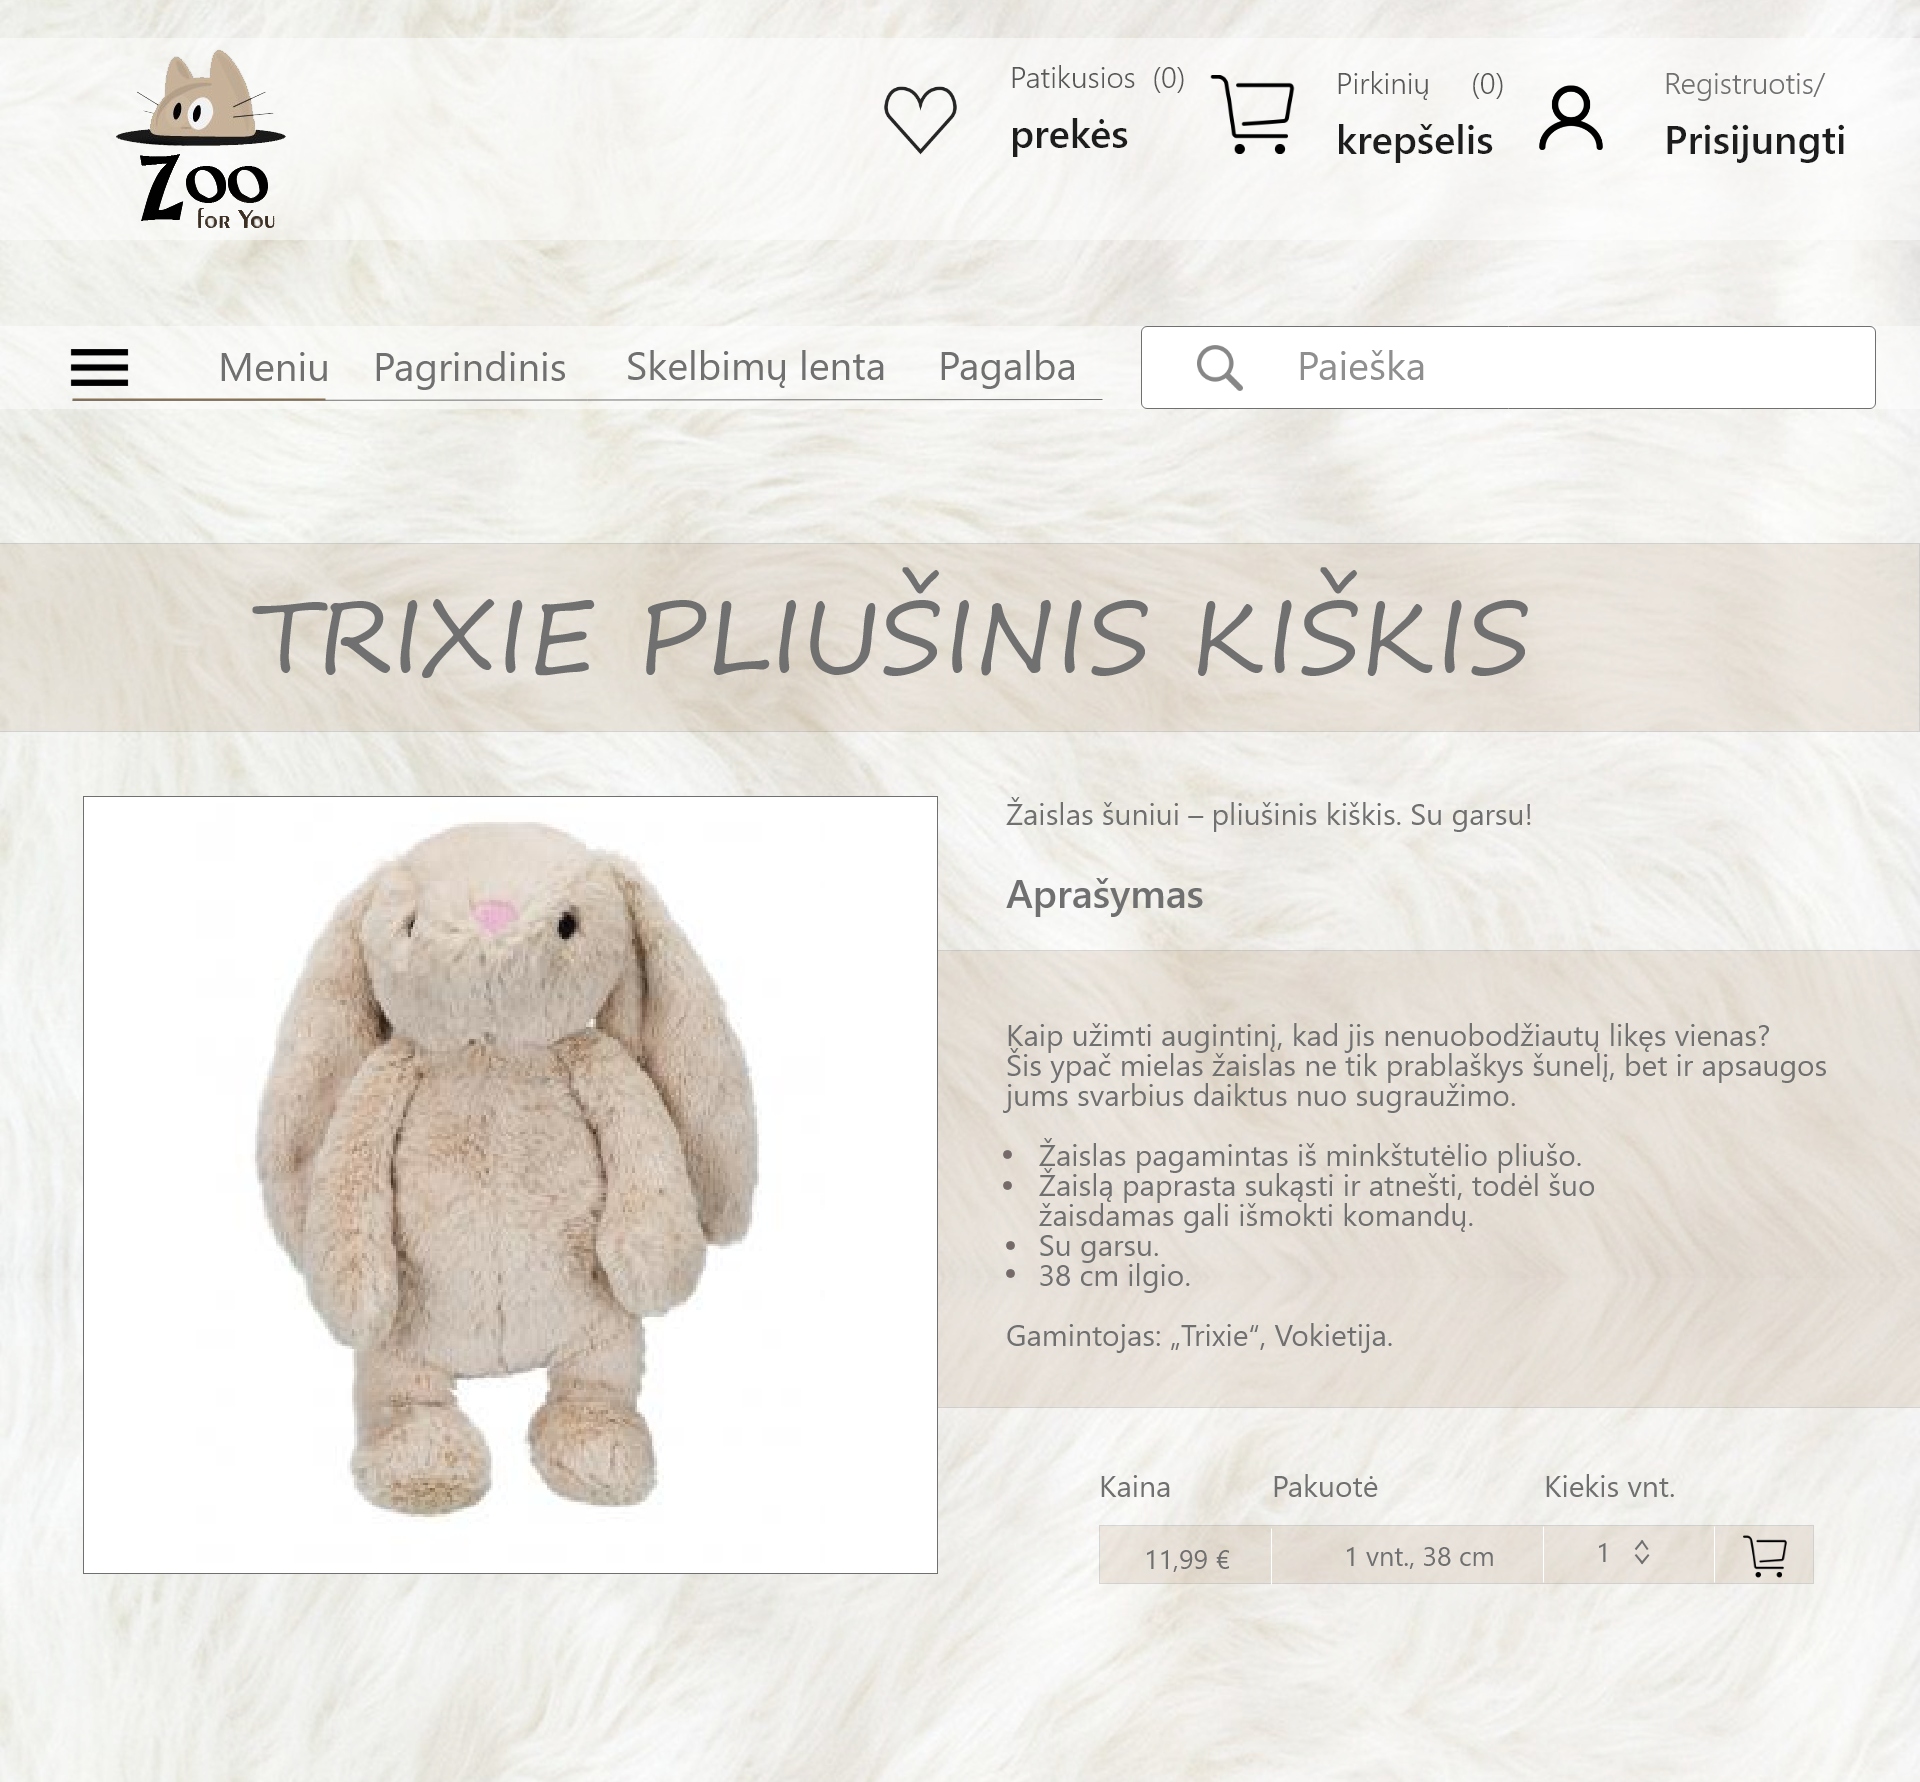 Zoo
for You
Patikusios (0)
prekės
Pirkinių (0)
krepšelis
Registruotis/
Prisijungti
Meniu Pagrindinis Skelbimų lenta Pagalba Paieška
TRIXIE PLIUŠINIS KIŠKIS
Žaislas šuniui – pliušinis kiškis. Su garsu!
Aprašymas
Kaip užimti augintinį, kad jis nenuobodžiautų likęs vienas?
Šis ypač mielas žaislas ne tik prablaškys šunelį, bet ir apsaugos
jums svarbius daiktus nuo sugraužimo.
• Žaislas pagamintas iš minkštutėlio pliušo.
• Žaislą paprasta sukąsti ir atnešti, todėl šuo
žaisdamas gali išmokti komandų.
• Su garsu.
• 38 cm ilgio.
Gamintojas: „Trixie“, Vokietija.
Kaina Pakuotė Kiekis vnt.
11,99 € 1 vnt., 38 cm 1